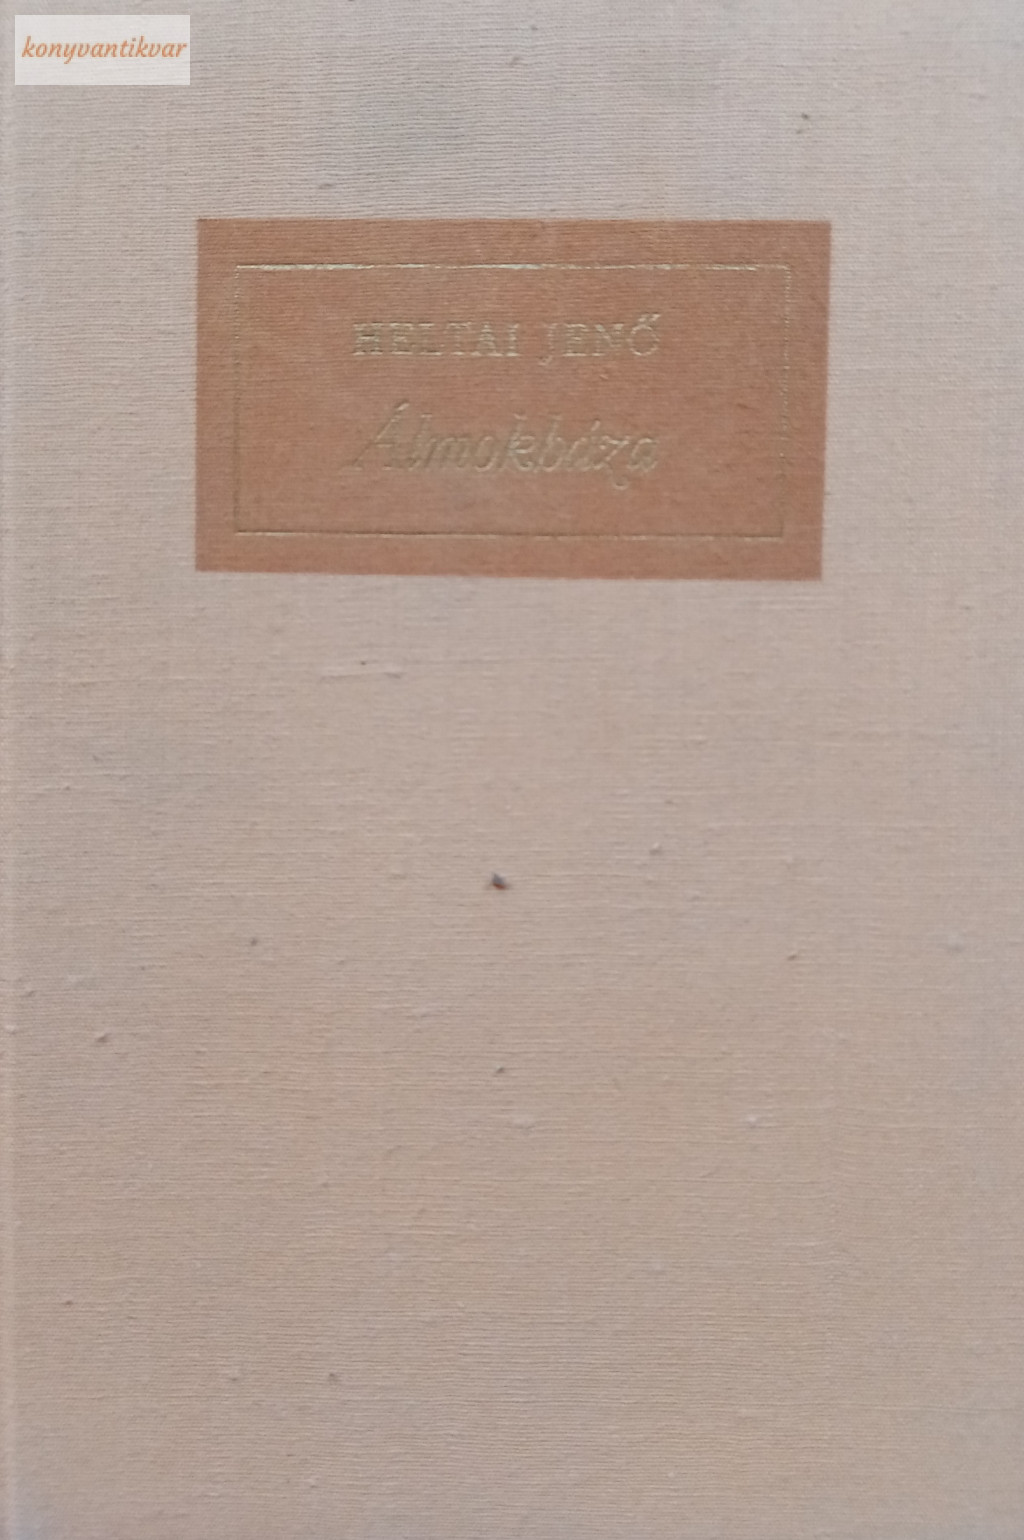 konyvantikvar
HELTAI JENŐ
Álmokháza